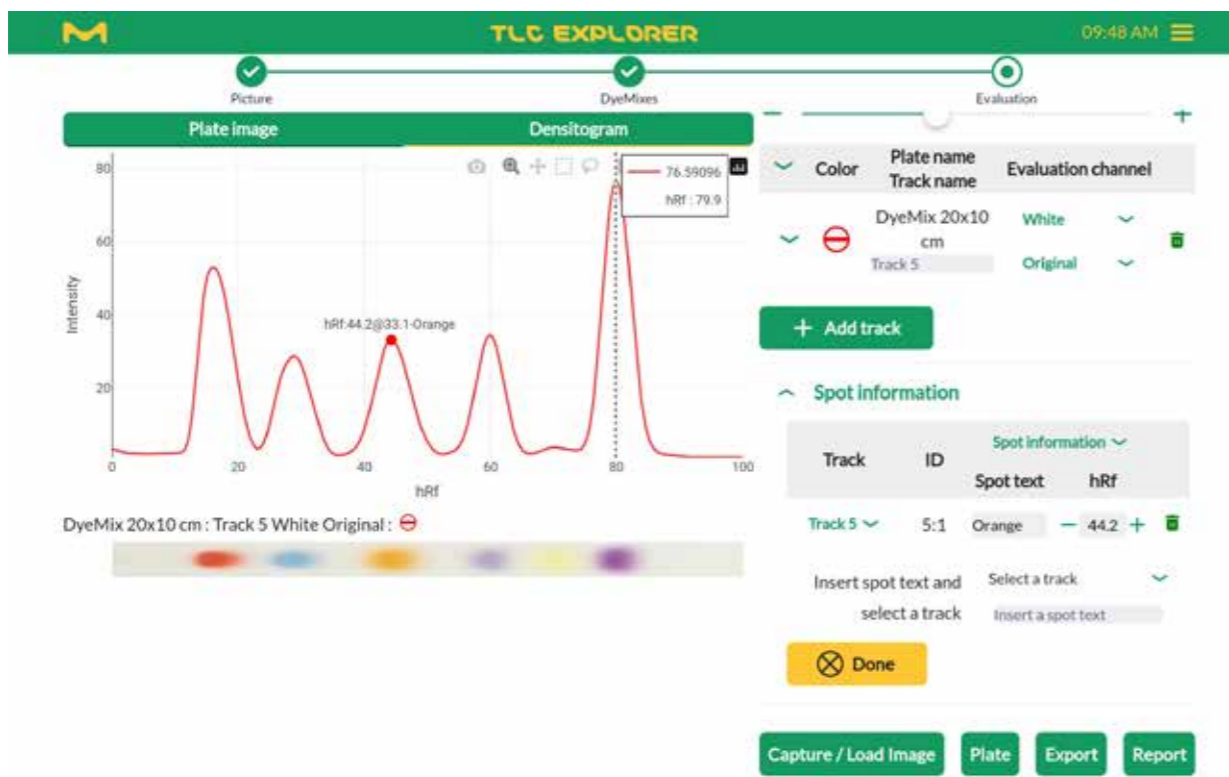 TLC EXPLORER
09:48 AM
Picture
DyeMixes
Evaluation
Plate image
Densitogram
80
60
40
20
Intensity
76.59096
hRf : 79.9
hRf:44.2@33.1-Orange
0
20
40
60
80
100
hRf
DyeMix 20x10 cm : Track 5 White Original :
−
+
Color
Plate name
Track name
Evaluation channel
DyeMix 20x10
cm
Track 5
White
Original
+ Add track
Spot information
Track
ID
Spot information
Spot text
hRf
Track 5
5:1
Orange
− 44.2 +
Insert spot text and
select a track
Select a track
Insert a spot text
Done
Capture / Load Image
Plate
Export
Report